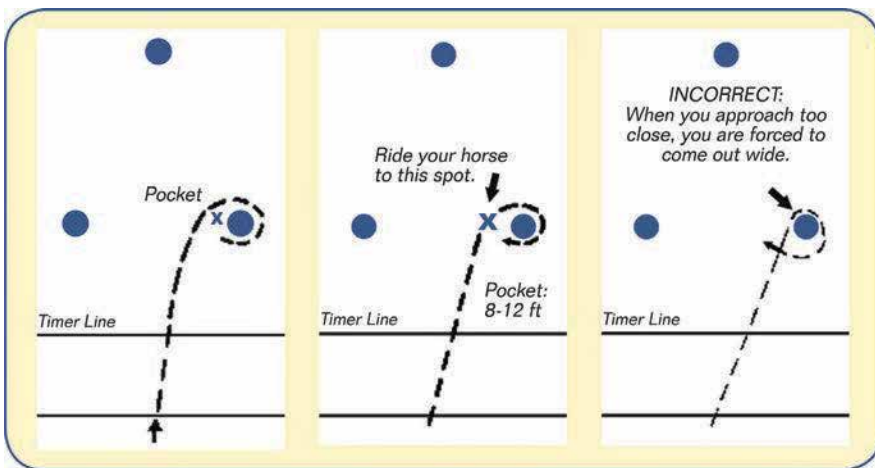 Pocket
x
Timer Line
Ride your horse
to this spot.
X
Pocket:
8-12 ft
Timer Line
INCORRECT:
When you approach too
close, you are forced to
come out wide.
Timer Line